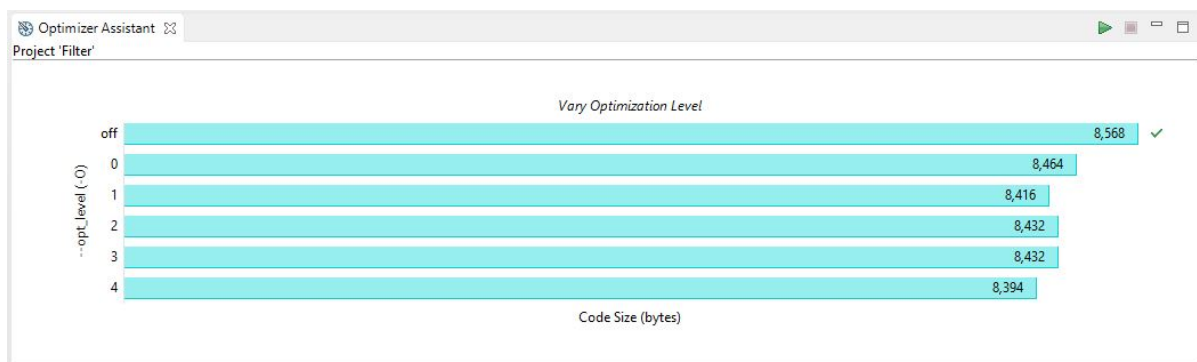 Optimizer Assistant
Project 'Filter'
Vary Optimization Level
--opt_level (-O)
off 8,568
0 8,464
1 8,416
2 8,432
3 8,432
4 8,394
Code Size (bytes)